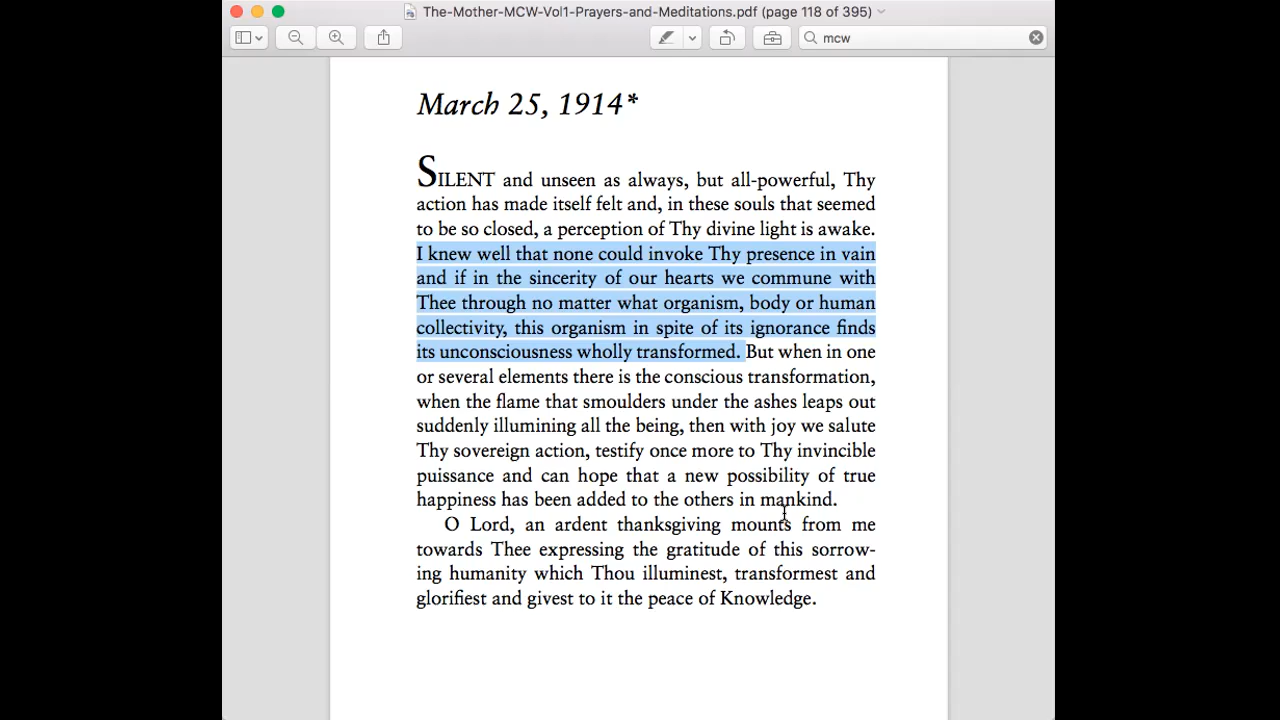 The-Mother-MCW-Vol1-Prayers-and-Meditations.pdf (page 118 of 395)
mcw
March 25, 1914*
SILENT and unseen as always, but all-powerful, Thy
action has made itself felt and, in these souls that seemed
to be so closed, a perception of Thy divine light is awake.
I knew well that none could invoke Thy presence in vain
and if in the sincerity of our hearts we commune with
Thee through no matter what organism, body or human
collectivity, this organism in spite of its ignorance finds
its unconsciousness wholly transformed. But when in one
or several elements there is the conscious transformation,
when the flame that smoulders under the ashes leaps out
suddenly illumining all the being, then with joy we salute
Thy sovereign action, testify once more to Thy invincible
puissance and can hope that a new possibility of true
happiness has been added to the others in mankind.
O Lord, an ardent thanksgiving mounts from me
towards Thee expressing the gratitude of this sorrow-
ing humanity which Thou illuminest, transformest and
glorifiest and givest to it the peace of Knowledge.